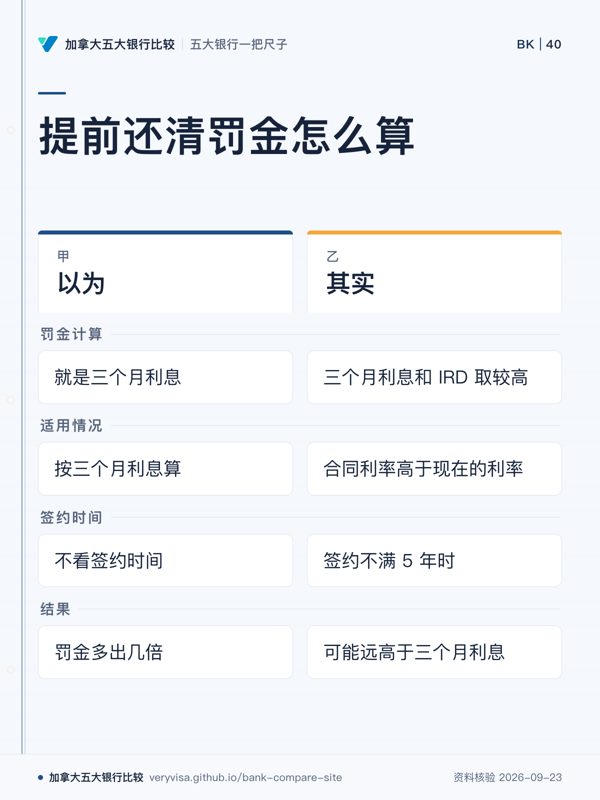 加拿大五大银行比较 | 五大银行一把尺子
BK | 40
提前还清罚金怎么算
甲
以为
乙
其实
罚金计算
就是三个月利息
三个月利息和 IRD 取较高
适用情况
按三个月利息算
合同利率高于现在的利率
签约时间
不看签约时间
签约不满 5 年时
结果
罚金多出几倍
可能远高于三个月利息
加拿大五大银行比较 veryvisa.github.io/bank-compare-site
资料核验 2026-09-23